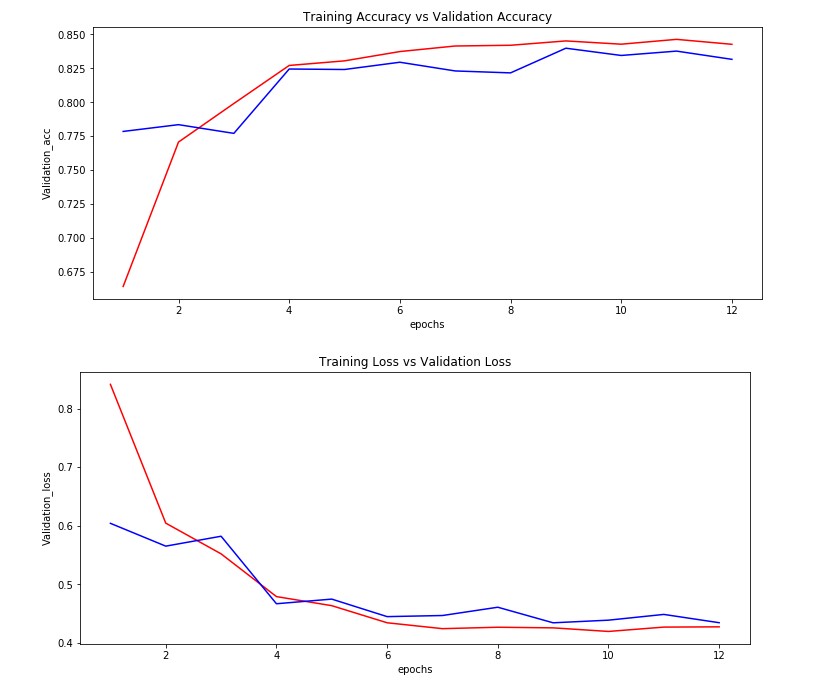 Training Accuracy vs Validation Accuracy
0.850
0.825
0.800
0.775
0.750
0.725
0.700
0.675
Validation_acc
2 4 6 8 10 12
epochs
Training Loss vs Validation Loss
0.8
0.7
0.6
0.5
0.4
Validation_loss
2 4 6 8 10 12
epochs